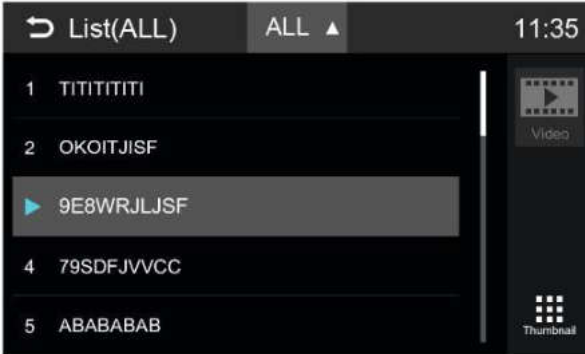 List(ALL) ALL ▲ 11:35
1 TITITITITI
Video
2 OKOITJISF
9E8WRJLJSF
4 79SDFJVVCC
5 ABABABAB
Thumbnail